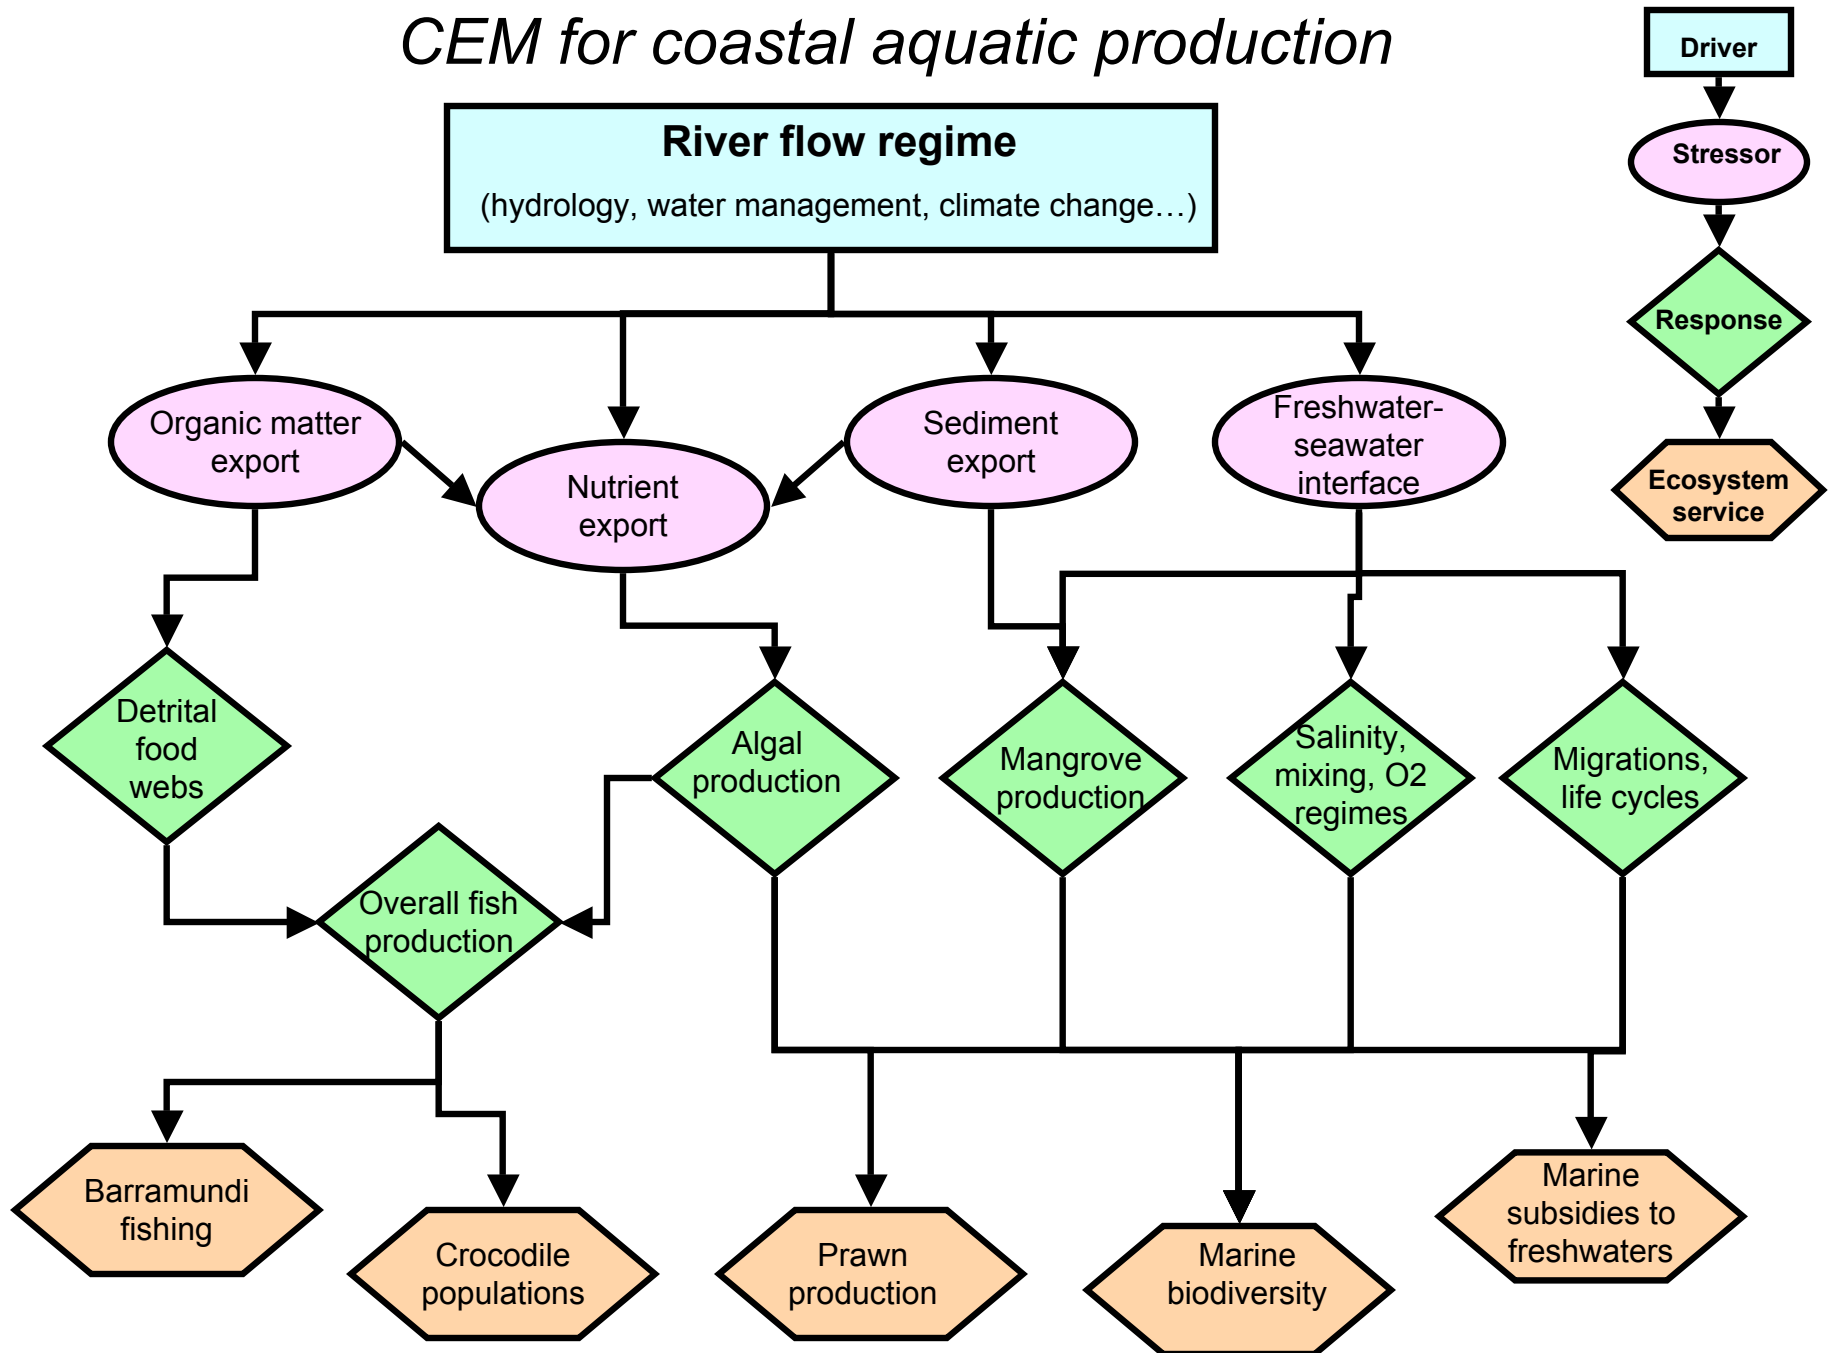 CEM for coastal aquatic production
Driver
Stressor
Response
Ecosystem
service
River flow regime
(hydrology, water management, climate change…)
Organic matter
export
Nutrient
export
Sediment
export
Freshwater-
seawater
interface
Detrital
food
webs
Algal
production
Mangrove
production
Salinity,
mixing, O2
regimes
Migrations,
life cycles
Overall fish
production
Barramundi
fishing
Crocodile
populations
Prawn
production
Marine
biodiversity
Marine
subsidies to
freshwaters